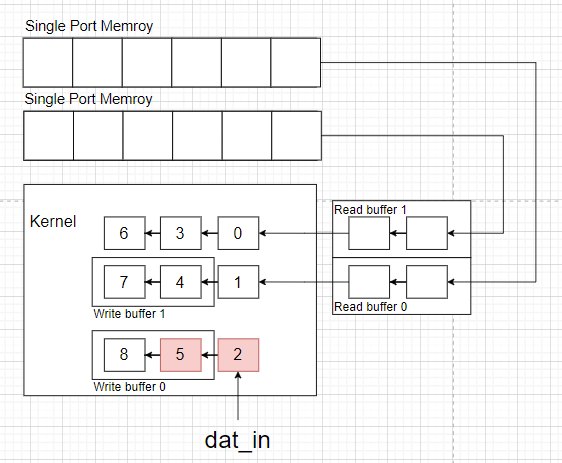 Single Port Memroy
Single Port Memroy
Kernel
6 3 0
Read buffer 1
7 4 1
Write buffer 1
Read buffer 0
8 5 2
Write buffer 0
dat_in